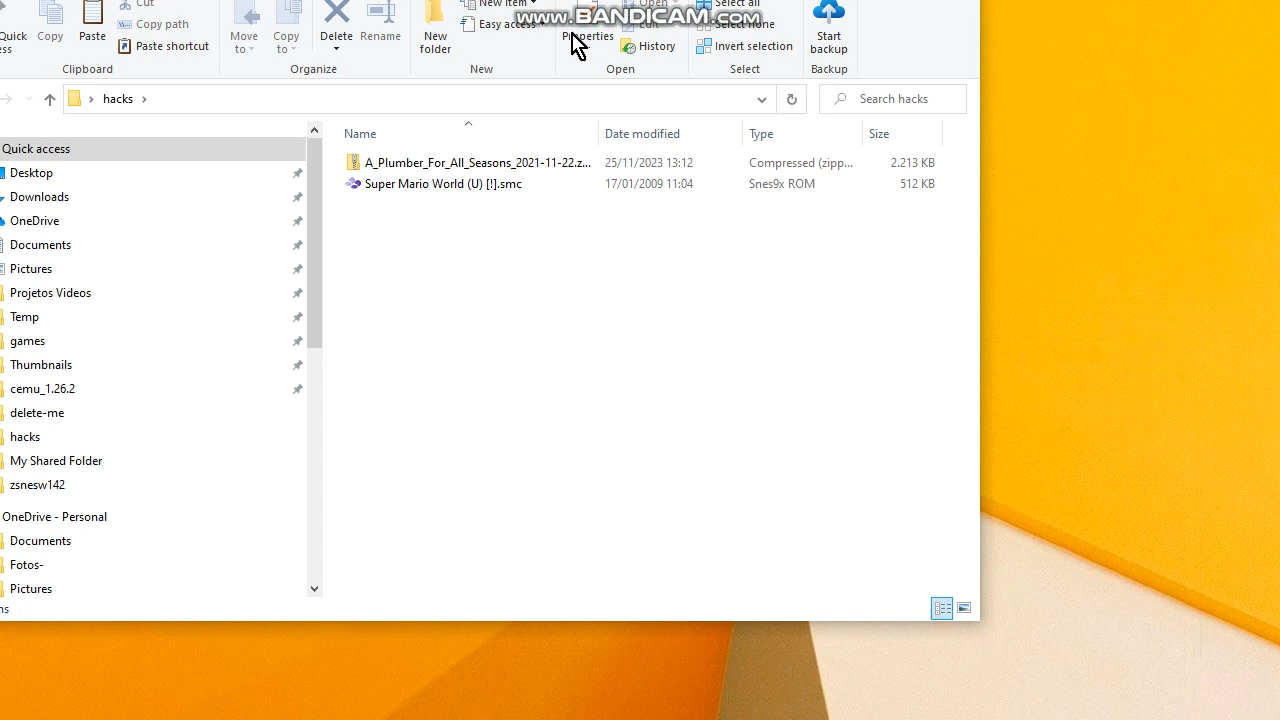 www.BANDICAM.com
Cut
New item
Open
Select all
Copy path
Easy access
Edit
Select none
Quick
Copy
Paste
Paste shortcut
Move
to
Copy
to
Delete
Rename
New
folder
Properties
History
Invert selection
Start
backup
Clipboard
Organize
New
Open
Select
Backup
hacks
Search hacks
Name
Date modified
Type
Size
A_Plumber_For_All_Seasons_2021-11-22.z...
25/11/2023 13:12
Compressed (zipp...
2.213 KB
Super Mario World (U) [!].smc
17/01/2009 11:04
Snes9x ROM
512 KB
Quick access
Desktop
Downloads
OneDrive
Documents
Pictures
Projetos Videos
Temp
games
Thumbnails
cemu_1.26.2
delete-me
hacks
My Shared Folder
zsnesw142
OneDrive - Personal
Documents
Fotos-
Pictures